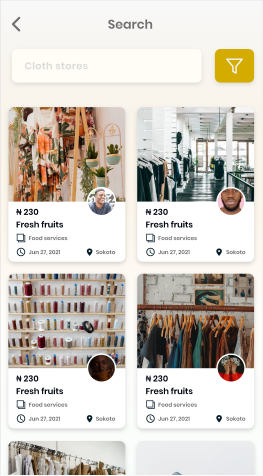 Search
Cloth stores
₦ 230
Fresh fruits
Food services
Jun 27, 2021
Sokoto
₦ 230
Fresh fruits
Food services
Jun 27, 2021
Sokoto
₦ 230
Fresh fruits
Food services
Jun 27, 2021
Sokoto
₦ 230
Fresh fruits
Food services
Jun 27, 2021
Sokoto